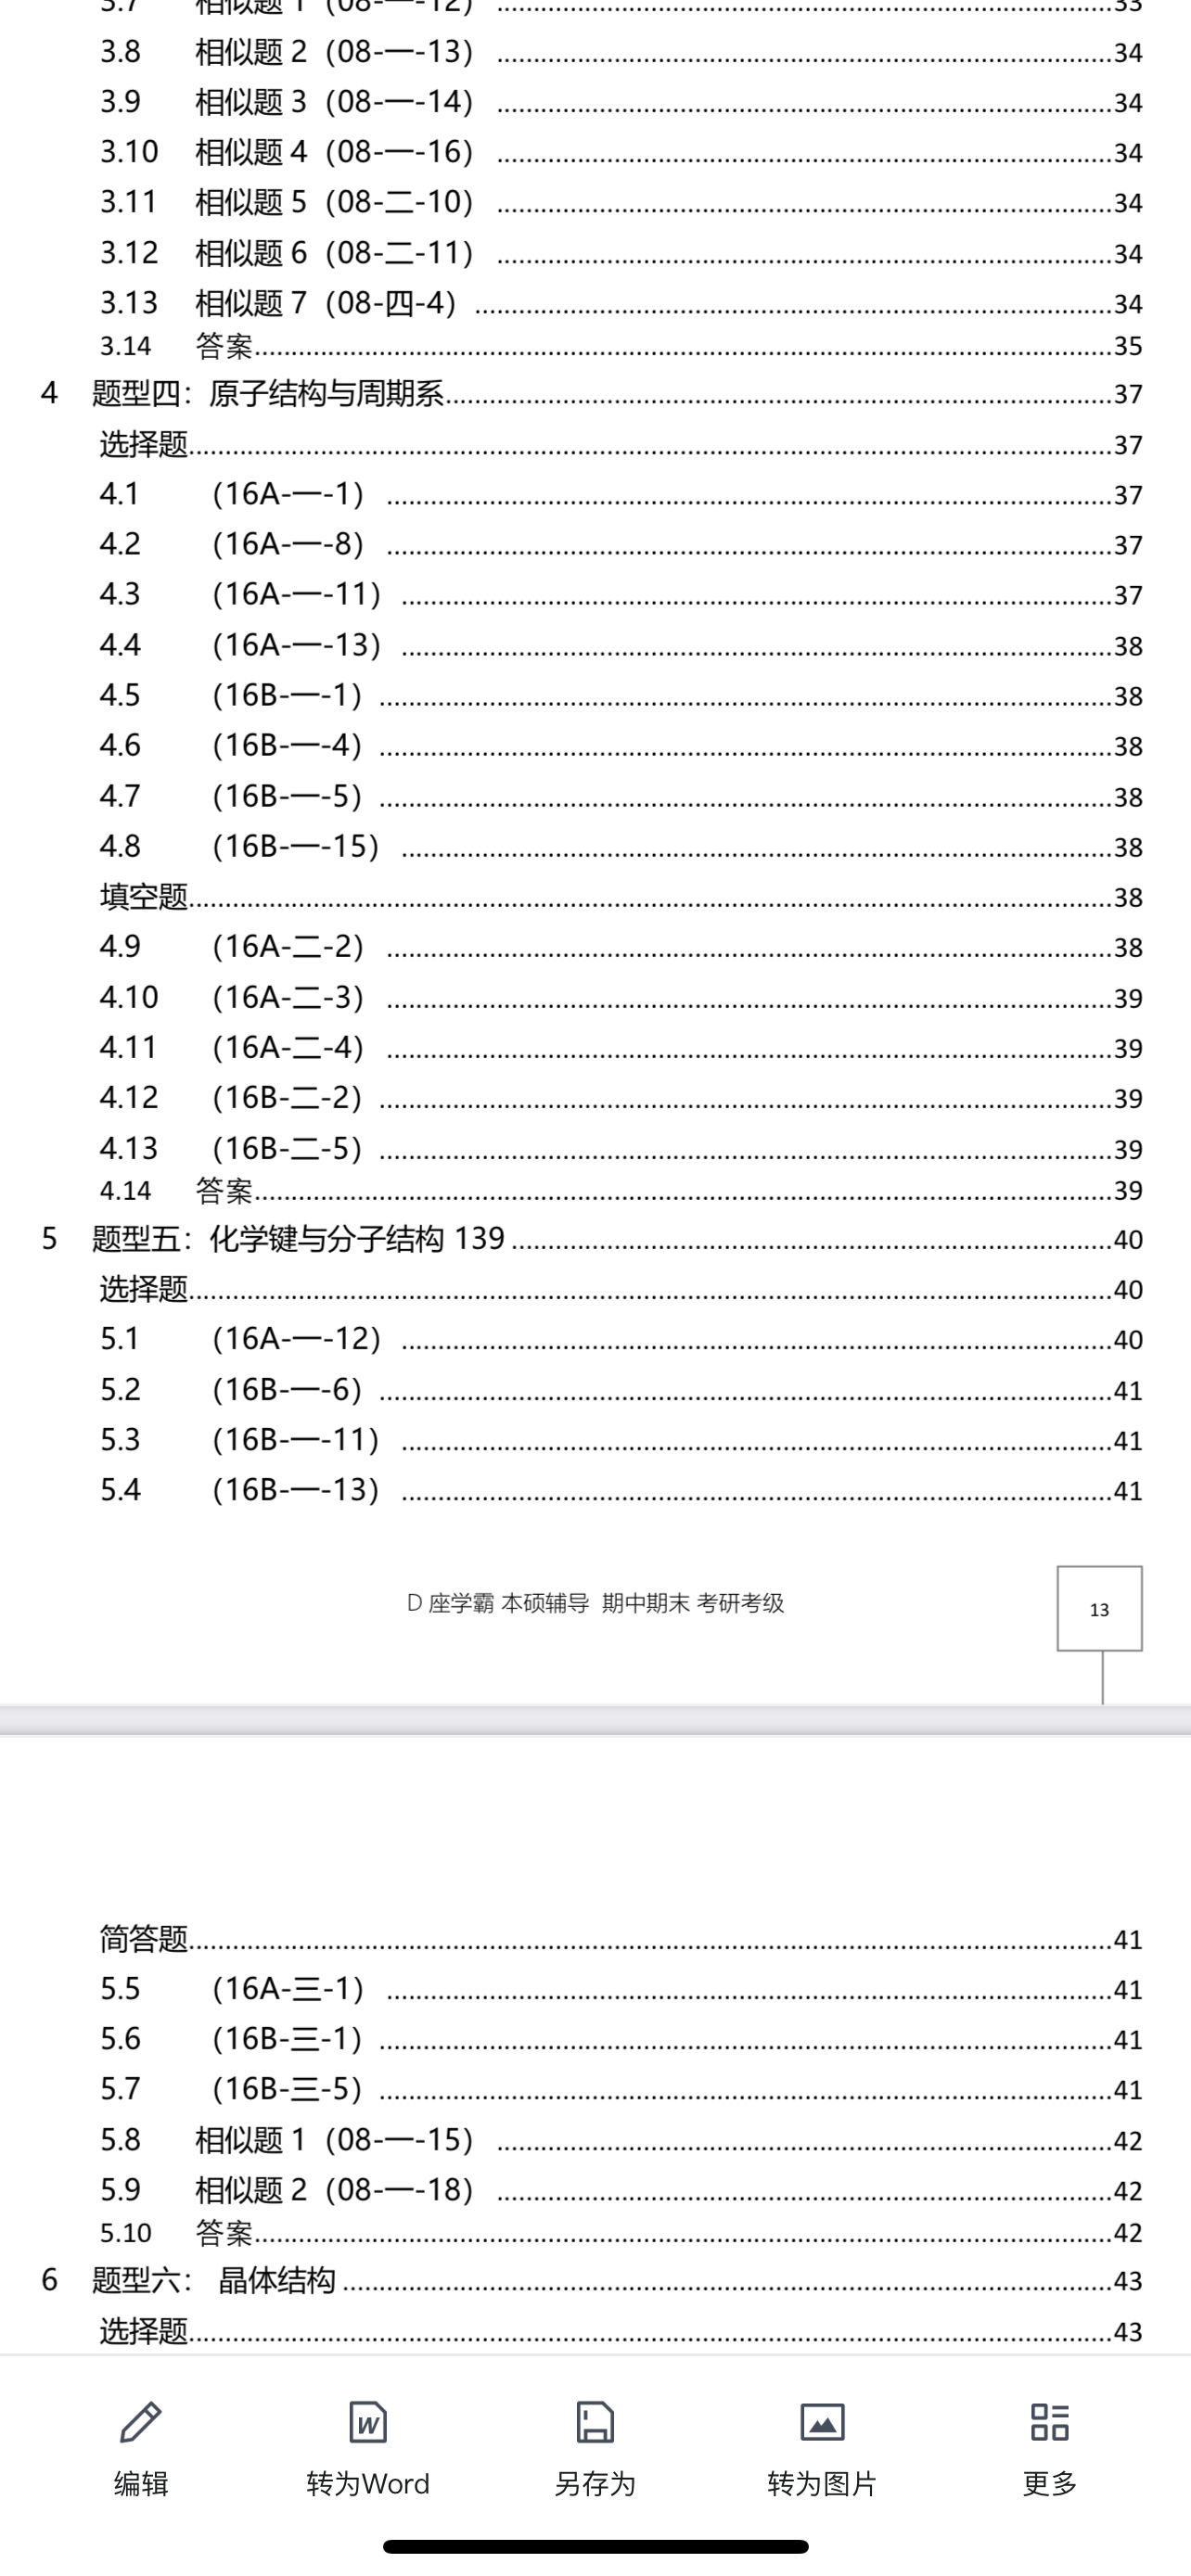 3.7 相似题 1（08-一-12） 33
3.8 相似题 2（08-一-13） 34
3.9 相似题 3（08-一-14） 34
3.10 相似题 4（08-一-16） 34
3.11 相似题 5（08-二-10） 34
3.12 相似题 6（08-二-11） 34
3.13 相似题 7（08-四-4） 34
3.14 答案 35
4 题型四：原子结构与周期系 37
选择题 37
4.1 （16A-一-1） 37
4.2 （16A-一-8） 37
4.3 （16A-一-11） 37
4.4 （16A-一-13） 38
4.5 （16B-一-1） 38
4.6 （16B-一-4） 38
4.7 （16B-一-5） 38
4.8 （16B-一-15） 38
填空题 38
4.9 （16A-二-2） 38
4.10 （16A-二-3） 39
4.11 （16A-二-4） 39
4.12 （16B-二-2） 39
4.13 （16B-二-5） 39
4.14 答案 39
5 题型五：化学键与分子结构 139 40
选择题 40
5.1 （16A-一-12） 40
5.2 （16B-一-6） 41
5.3 （16B-一-11） 41
5.4 （16B-一-13） 41
D 座学霸 本硕辅导 期中期末 考研考级
13
简答题 41
5.5 （16A-三-1） 41
5.6 （16B-三-1） 41
5.7 （16B-三-5） 41
5.8 相似题 1（08-一-15） 42
5.9 相似题 2（08-一-18） 42
5.10 答案 42
6 题型六： 晶体结构 43
选择题 43
编辑 转为Word 另存为 转为图片 更多